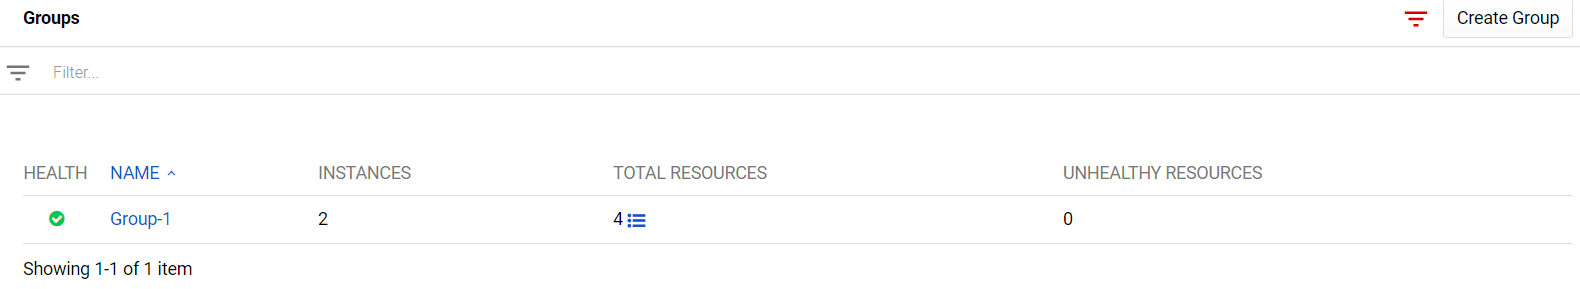 Groups
Create Group
Filter...
HEALTH NAME INSTANCES TOTAL RESOURCES UNHEALTHY RESOURCES
Group-1 2 4 0
Showing 1-1 of 1 item